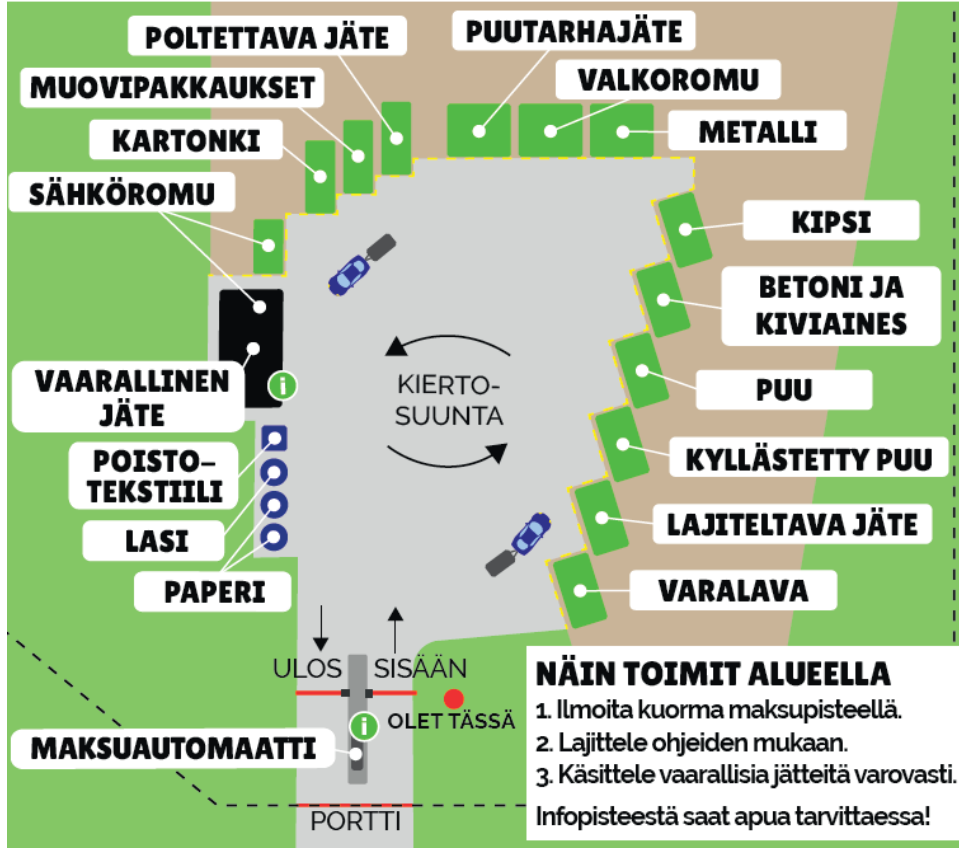 POLTETTAVA JÄTE
PUUTARHAJÄTE
MUOVIPAKKAUKSET
VALKOROMU
KARTONKI
METALLI
SÄHKÖROMU
KIPSI
BETONI JA
KIVIAINES
VAARALLINEN
JÄTE
i
KIERTO-
SUUNTA
PUU
POISTO-
TEKSTIILI
KYLLÄSTETTY PUU
LASI
LAJITELTAVA JÄTE
PAPERI
VARALAVA
ULOS
SISÄÄN
OLET TÄSSÄ
i
MAKSUAUTOMAATTI
PORTTI
NÄIN TOIMIT ALUEELLA
1. Ilmoita kuorma maksupisteellä.
2. Lajittele ohjeiden mukaan.
3. Käsittele vaarallisia jätteitä varovasti.
Infopisteestä saat apua tarvittaessa!